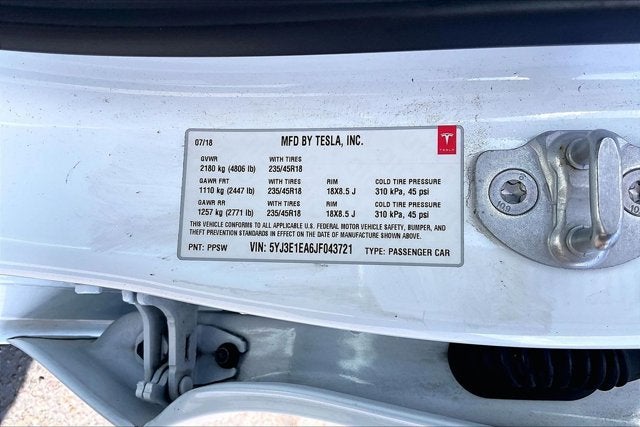 07/18 MFD BY TESLA, INC.
TESLA
GVWR WITH TIRES
2180 kg (4806 lb) 235/45R18
GAWR FRT WITH TIRES RIM COLD TIRE PRESSURE
1110 kg (2447 lb) 235/45R18 18X8.5 J 310 kPa, 45 psi
GAWR RR WITH TIRES RIM COLD TIRE PRESSURE
1257 kg (2771 lb) 235/45R18 18X8.5 J 310 kPa, 45 psi
THIS VEHICLE CONFORMS TO ALL APPLICABLE U.S. FEDERAL MOTOR VEHICLE SAFETY, BUMPER, AND
THEFT PREVENTION STANDARDS IN EFFECT ON THE DATE OF MANUFACTURE SHOWN ABOVE.
PNT: PPSW VIN: 5YJ3E1EA6JF043721 TYPE: PASSENGER CAR
10.9